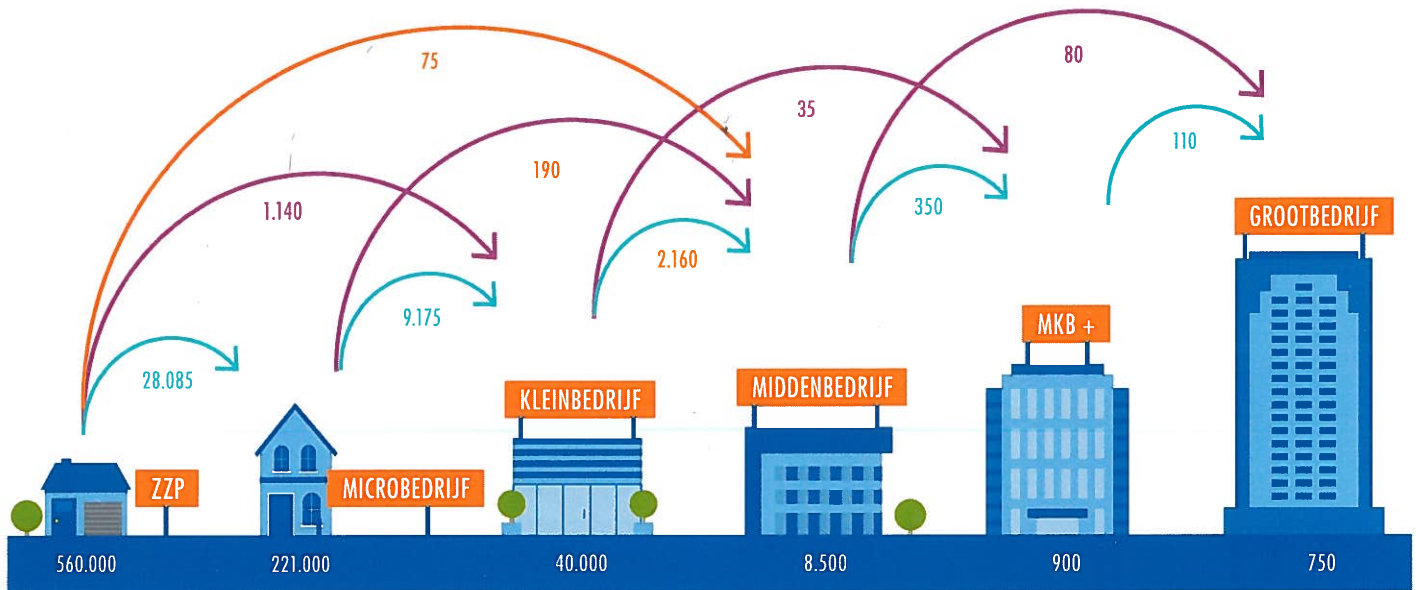 75
80
35
110
190
1.140
350
2.160
GROOTBEDRIJF
9.175
MKB +
28.085
MIDDENBEDRIJF
KLEINBEDRIJF
ZZP
MICROBEDRIJF
560.000
221.000
40.000
8.500
900
750